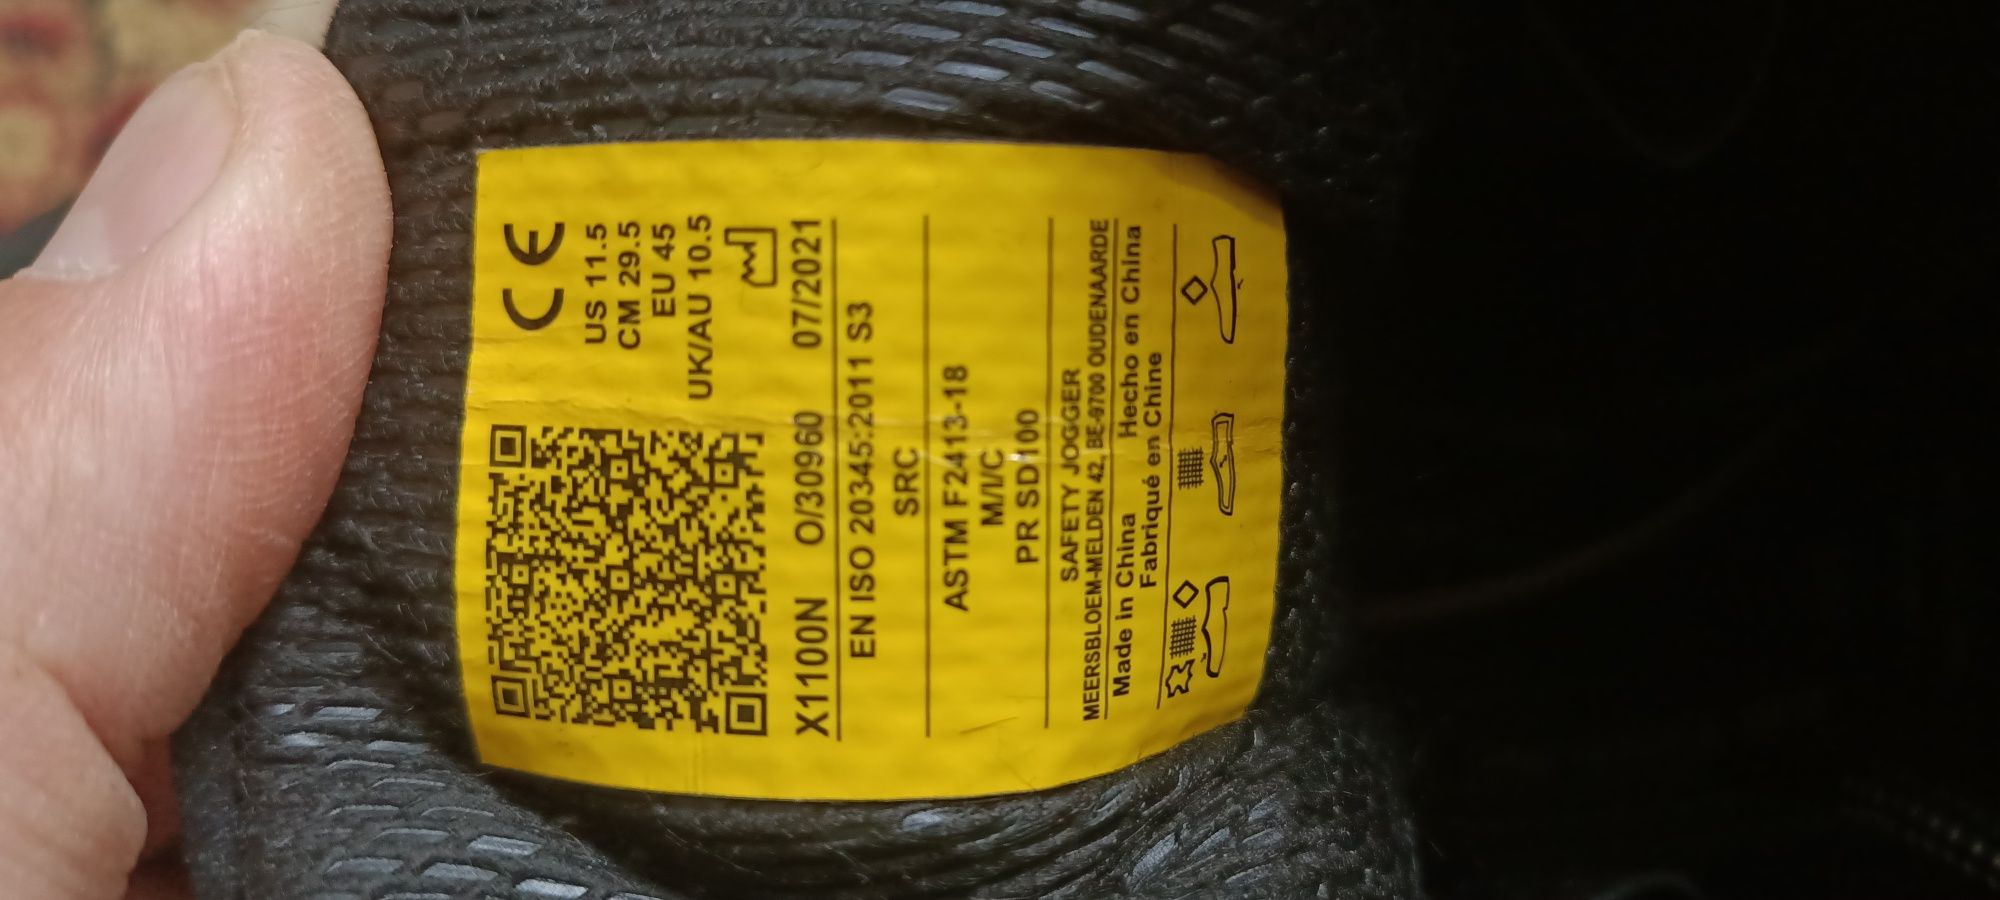 CE
US 11.5
CM 29.5
EU 45
UK/AU 10.5
X1100N O/30960 07/2021
EN ISO 20345:2011 S3
SRC
ASTM F2413-18
M/I/C
PR SD100
SAFETY JOGGER
MEERSBLOEM-MELDEN 42, BE-9700 OUDENAARDE
Made in China Hecho en China
Fabriqué en Chine